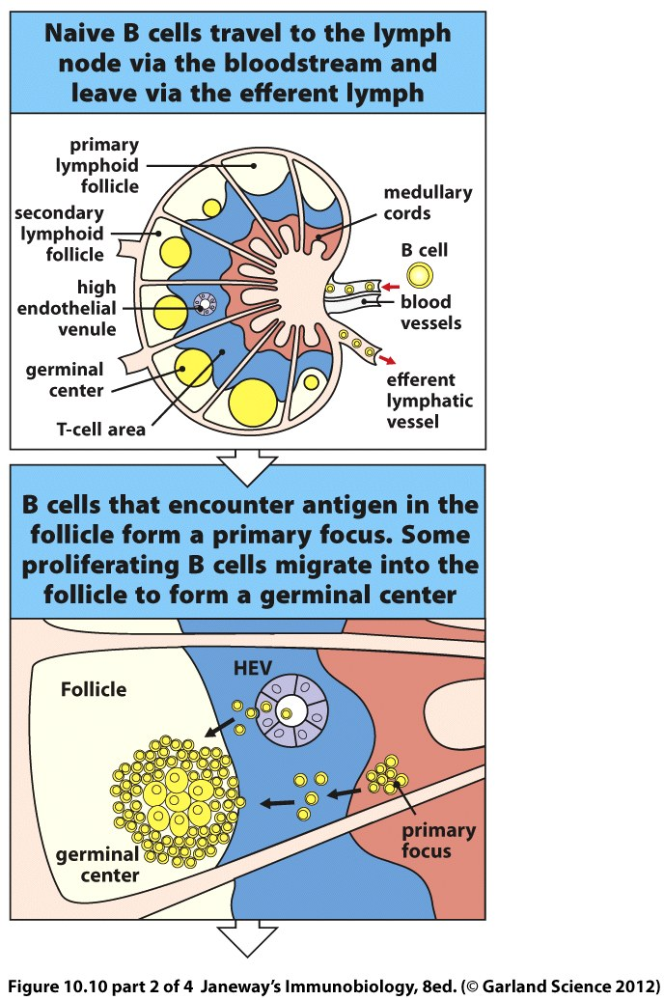 Naive B cells travel to the lymph
node via the bloodstream and
leave via the efferent lymph
primary
lymphoid
follicle
secondary
lymphoid
follicle
high
endothelial
venule
germinal
center
T-cell area
medullary
cords
B cell
blood
vessels
efferent
lymphatic
vessel
B cells that encounter antigen in the
follicle form a primary focus. Some
proliferating B cells migrate into the
follicle to form a germinal center
HEV
Follicle
germinal
center
primary
focus
Figure 10.10 part 2 of 4 Janeway's Immunobiology, 8ed. (© Garland Science 2012)